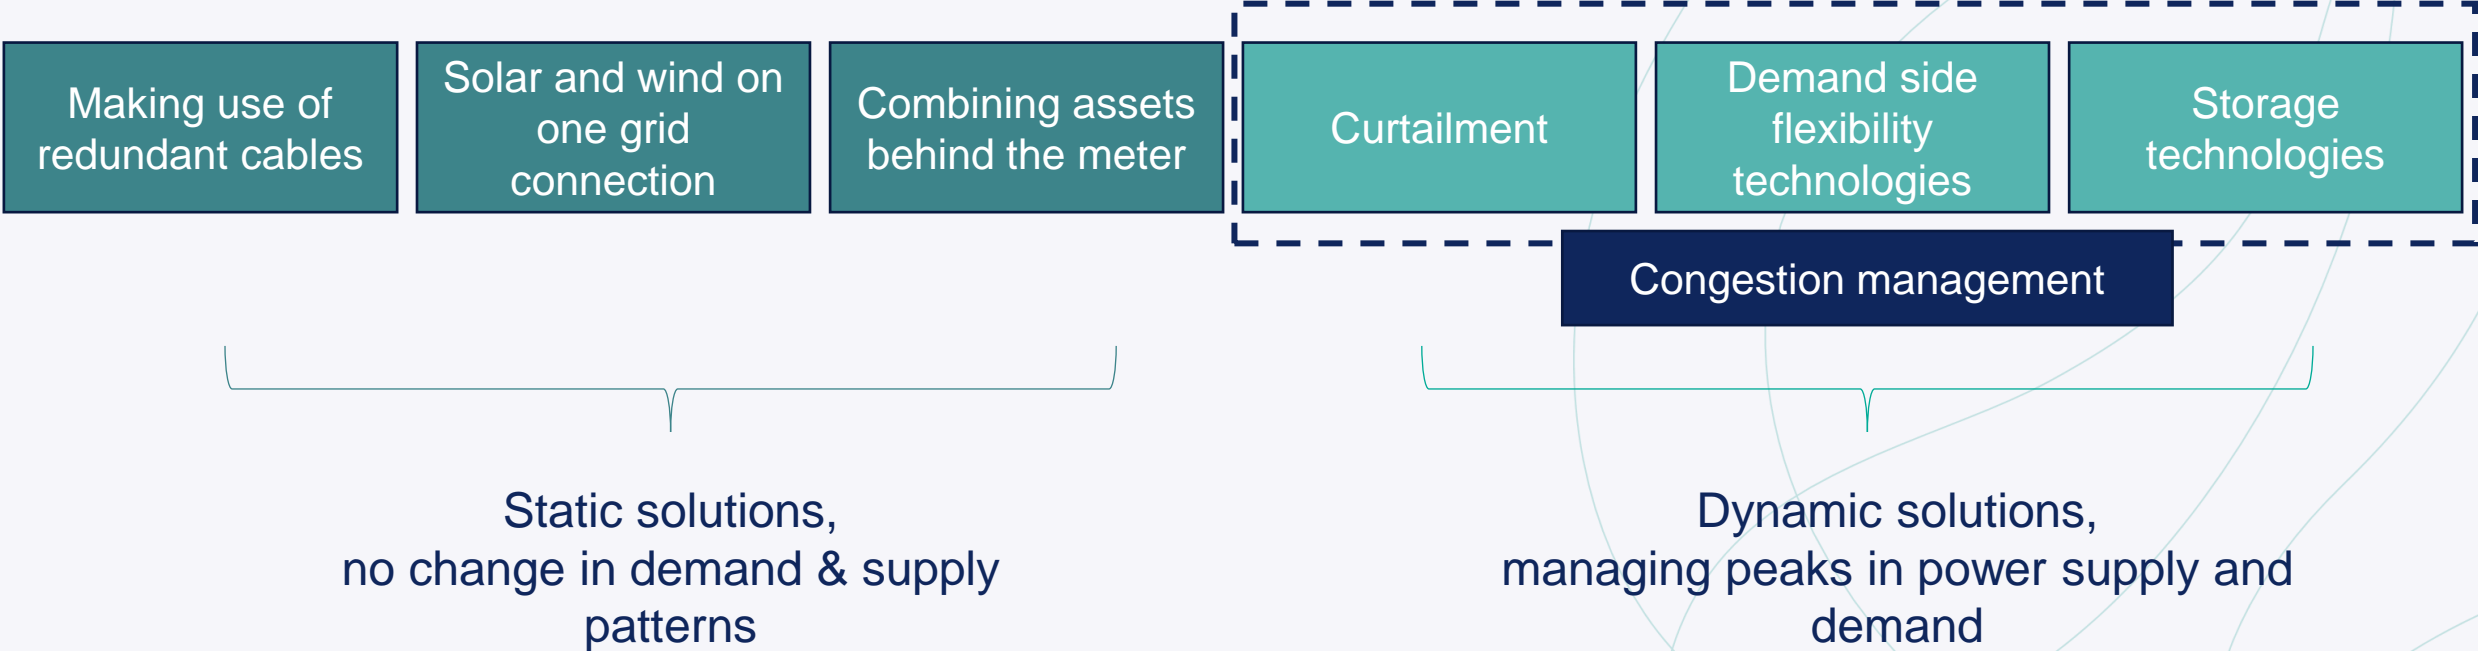 Making use of
redundant cables
Solar and wind on
one grid
connection
Combining assets
behind the meter
Curtailment
Demand side
flexibility
technologies
Storage
technologies
Congestion management
Static solutions,
no change in demand & supply
patterns
Dynamic solutions,
managing peaks in power supply and
demand